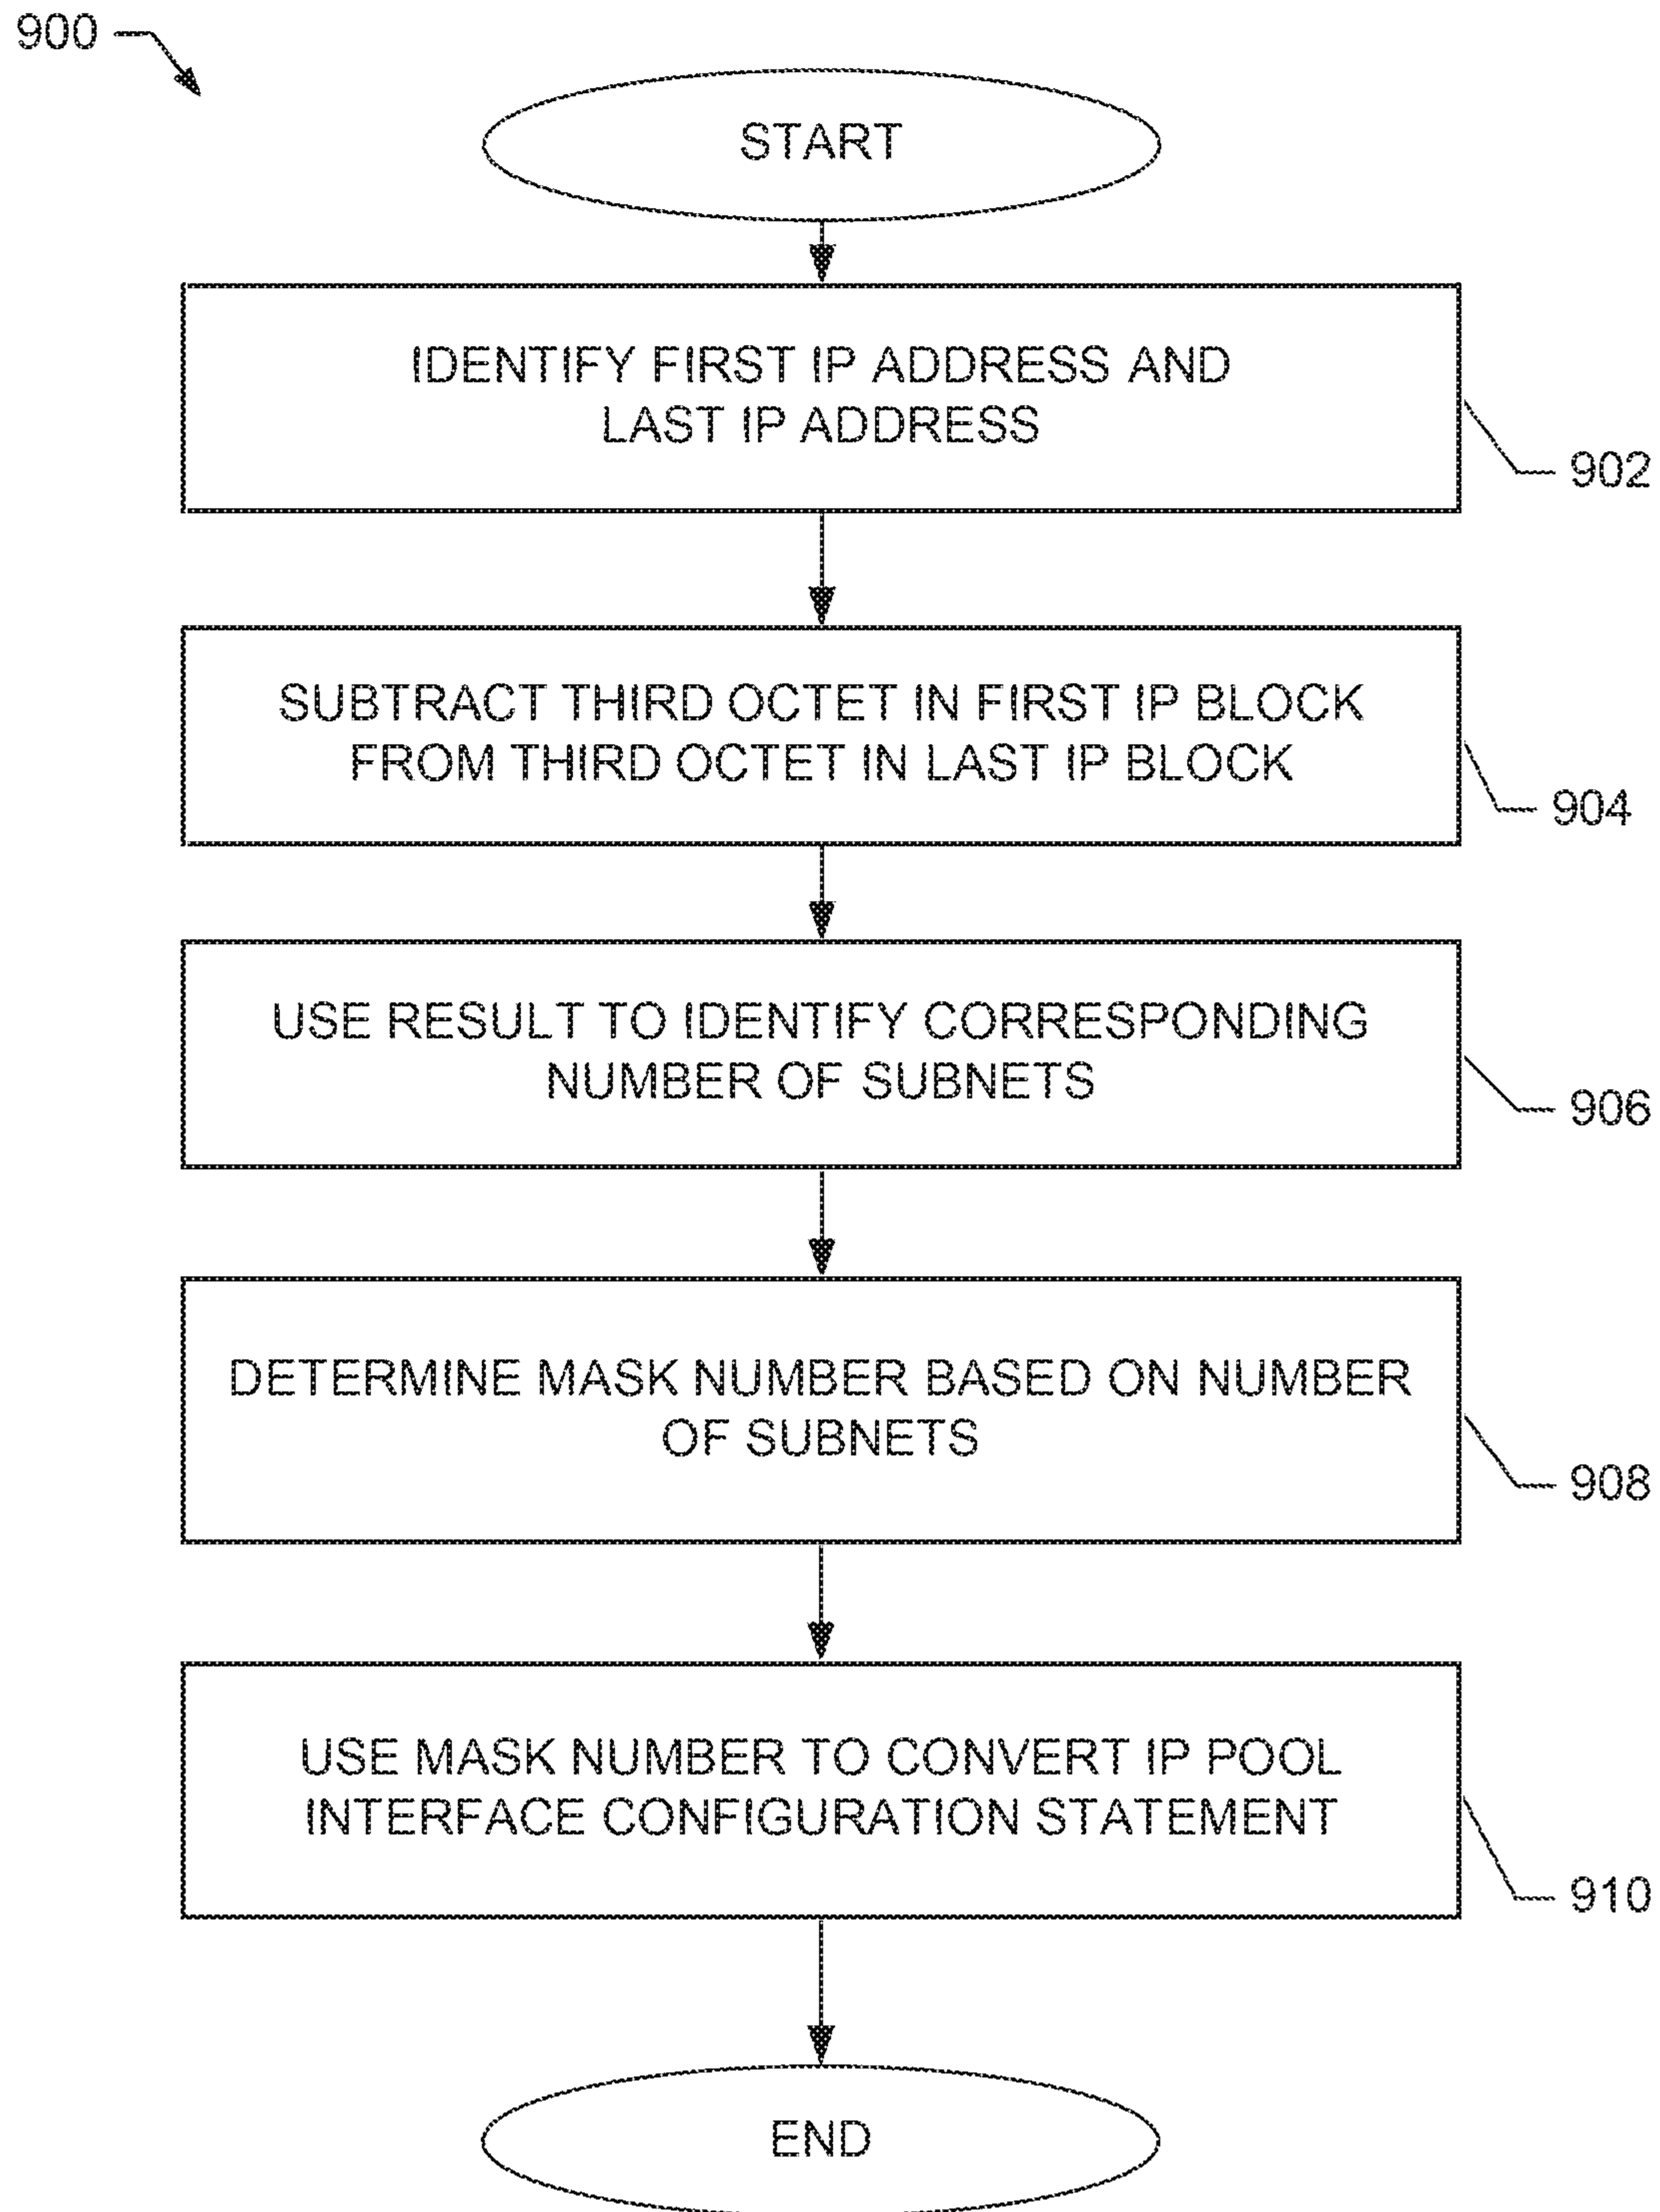 900
START
IDENTIFY FIRST IP ADDRESS AND
LAST IP ADDRESS
902
SUBTRACT THIRD OCTET IN FIRST IP BLOCK
FROM THIRD OCTET IN LAST IP BLOCK
904
USE RESULT TO IDENTIFY CORRESPONDING
NUMBER OF SUBNETS
906
DETERMINE MASK NUMBER BASED ON NUMBER
OF SUBNETS
908
USE MASK NUMBER TO CONVERT IP POOL
INTERFACE CONFIGURATION STATEMENT
910
END